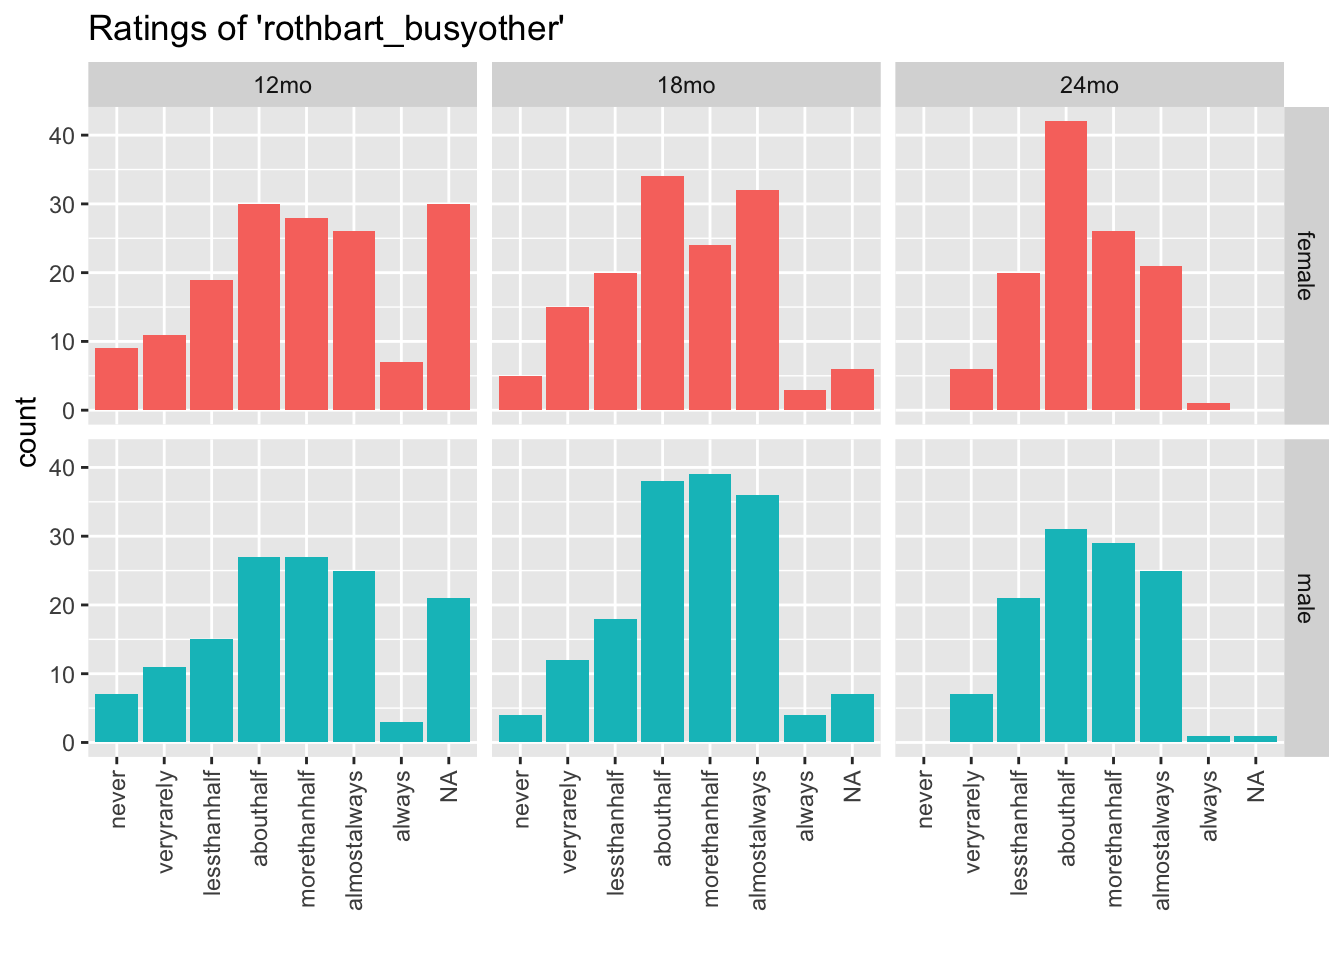 Ratings of 'rothbart_busyother'
12mo 18mo 24mo
40
30
20
10
0
female
count
40
30
20
10
0
male
never veryrarely lessthanhalf abouthalf morethanhalf almostalways always NA
never veryrarely lessthanhalf abouthalf morethanhalf almostalways always NA
never veryrarely lessthanhalf abouthalf morethanhalf almostalways always NA